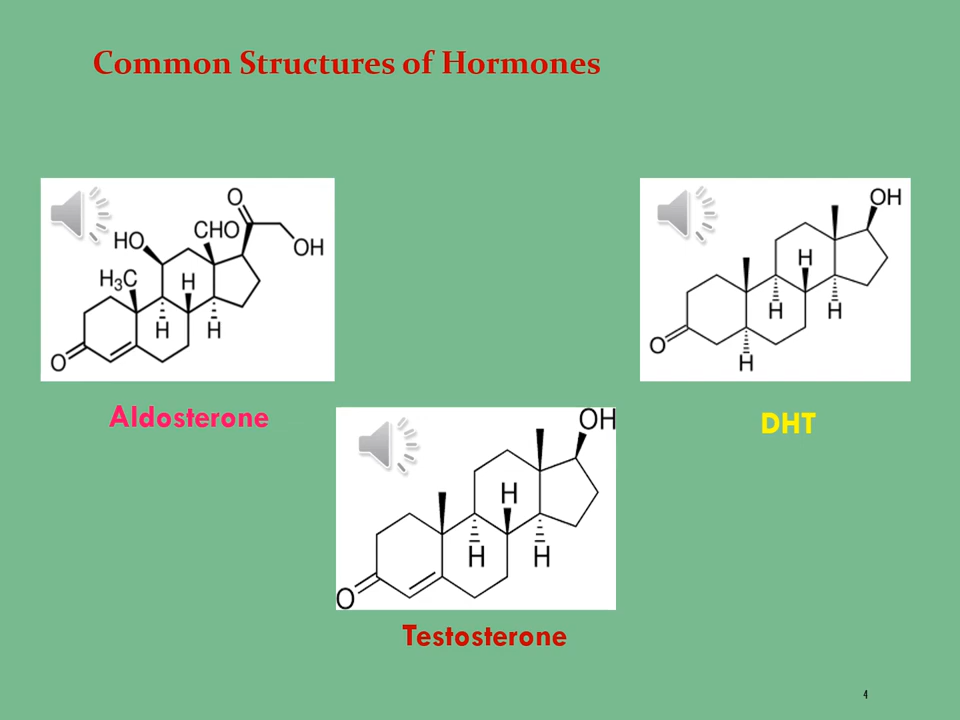 Common Structures of Hormones
O
CHO
OH
HO
H₃C
H
H
H
O
Aldosterone
OH
H
H
H
O
H
DHT
OH
H
H
H
O
Testosterone
4